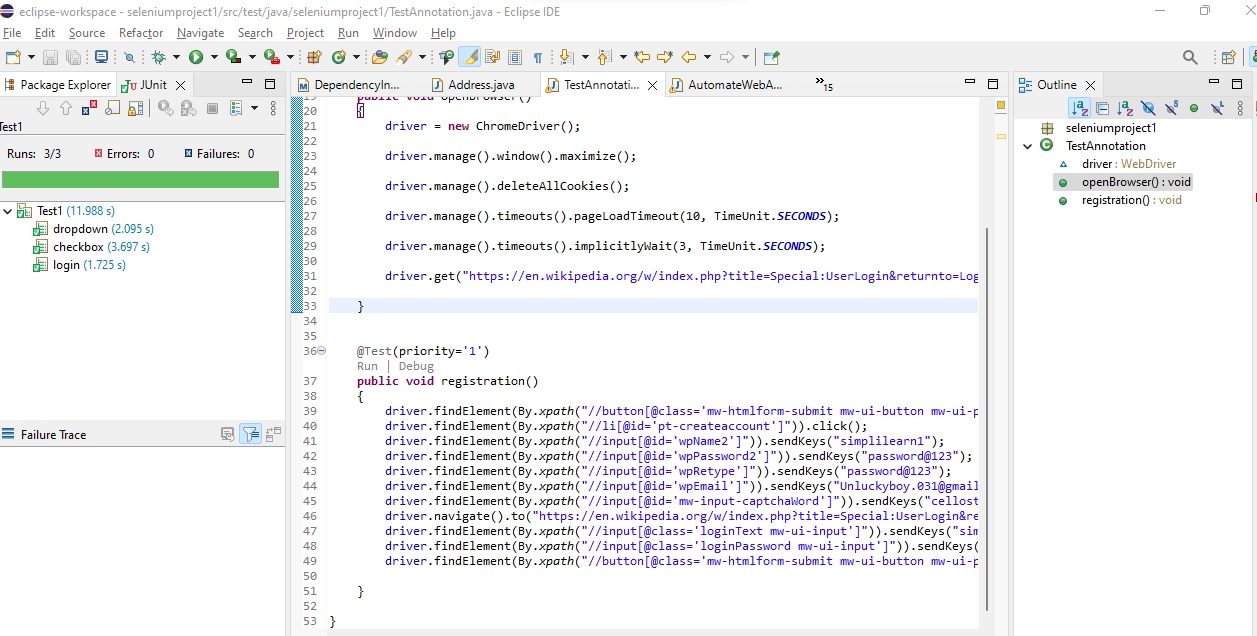 eclipse-workspace - seleniumproject1/src/test/java/seleniumproject1/TestAnnotation.java - Eclipse IDE
File Edit Source Refactor Navigate Search Project Run Window Help
Package Explorer JUnit
Test1
Runs: 3/3 Errors: 0 Failures: 0
Test1 (11.988 s)
dropdown (2.095 s)
checkbox (3.697 s)
login (1.725 s)
Failure Trace
DependencyIn... Address.java TestAnnotati... AutomateWebA... »15
19 public void openBrowser()
20 {
21 driver = new ChromeDriver();
22
23 driver.manage().window().maximize();
24
25 driver.manage().deleteAllCookies();
26
27 driver.manage().timeouts().pageLoadTimeout(10, TimeUnit.SECONDS);
28
29 driver.manage().timeouts().implicitlyWait(3, TimeUnit.SECONDS);
30
31 driver.get("https://en.wikipedia.org/w/index.php?title=Special:UserLogin&returnto=Log
32
33 }
34
35
36 @Test(priority='1')
Run | Debug
37 public void registration()
38 {
39 driver.findElement(By.xpath("//button[@class='mw-htmlform-submit mw-ui-button mw-ui-p
40 driver.findElement(By.xpath("//li[@id='pt-createaccount']")).click();
41 driver.findElement(By.xpath("//input[@id='wpName2']")).sendKeys("simplilearn1");
42 driver.findElement(By.xpath("//input[@id='wpPassword2']")).sendKeys("password@123");
43 driver.findElement(By.xpath("//input[@id='wpRetype']")).sendKeys("password@123");
44 driver.findElement(By.xpath("//input[@id='wpEmail']")).sendKeys("Unluckyboy.031@gmail
45 driver.findElement(By.xpath("//input[@id='mw-input-captchaWord']")).sendKeys("cellost
46 driver.navigate().to("https://en.wikipedia.org/w/index.php?title=Special:UserLogin&re
47 driver.findElement(By.xpath("//input[@class='loginText mw-ui-input']")).sendKeys("sim
48 driver.findElement(By.xpath("//input[@class='loginPassword mw-ui-input']")).sendKeys(
49 driver.findElement(By.xpath("//button[@class='mw-htmlform-submit mw-ui-button mw-ui-p
50
51 }
52
53 }
Outline
seleniumproject1
TestAnnotation
driver : WebDriver
openBrowser() : void
registration() : void